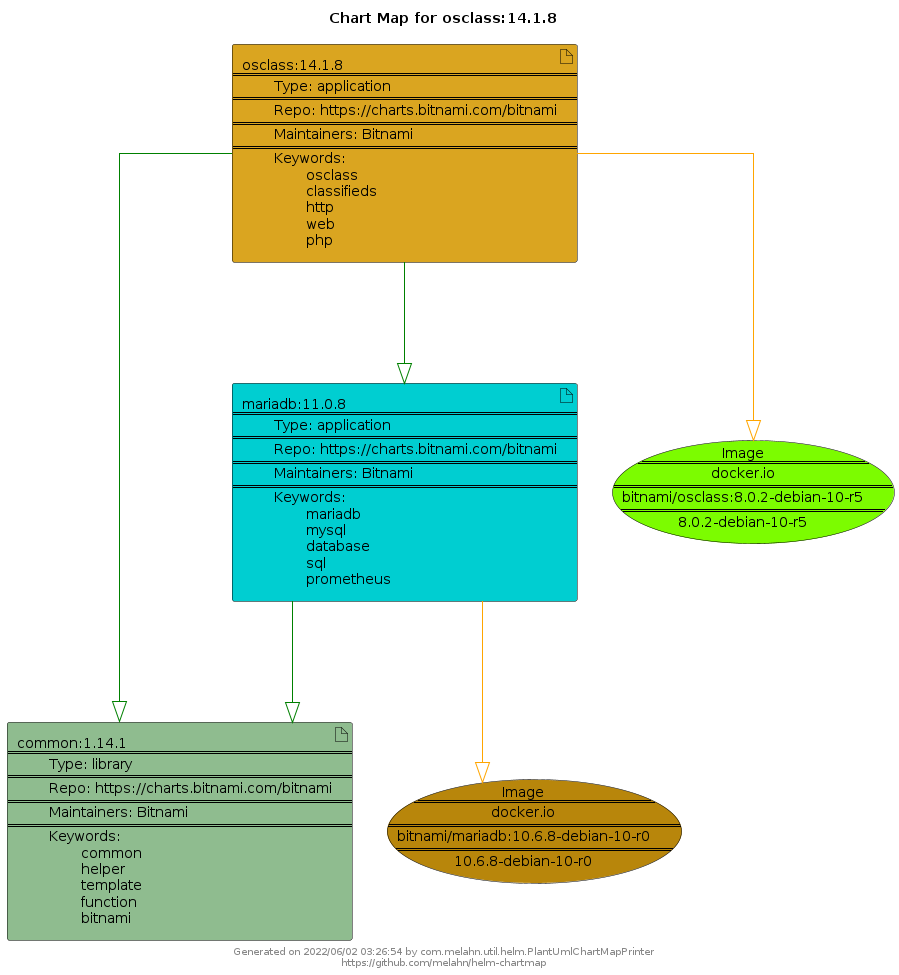 Chart Map for osclass:14.1.8
osclass:14.1.8
Type: application
Repo: https://charts.bitnami.com/bitnami
Maintainers: Bitnami
Keywords:
osclass
classifieds
http
web
php
mariadb:11.0.8
Type: application
Repo: https://charts.bitnami.com/bitnami
Maintainers: Bitnami
Keywords:
mariadb
mysql
database
sql
prometheus
Image
docker.io
bitnami/osclass:8.0.2-debian-10-r5
8.0.2-debian-10-r5
common:1.14.1
Type: library
Repo: https://charts.bitnami.com/bitnami
Maintainers: Bitnami
Keywords:
common
helper
template
function
bitnami
Image
docker.io
bitnami/mariadb:10.6.8-debian-10-r0
10.6.8-debian-10-r0
Generated on 2022/06/02 03:26:54 by com.melahn.util.helm.PlantUmlChartMapPrinter
https://github.com/melahn/helm-chartmap